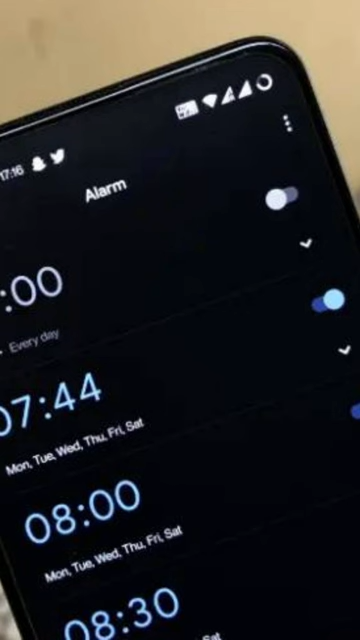 17:16
Alarm
:00
Every day
07:44
Mon, Tue, Wed, Thu, Fri, Sat
08:00
Mon, Tue, Wed, Thu, Fri, Sat
08:30
Sat